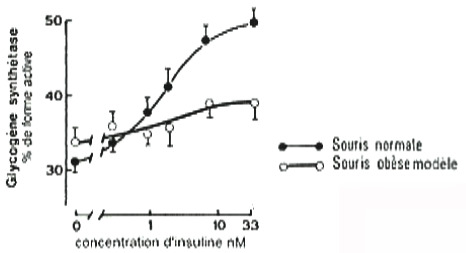 50
40
30
Glycogène synthétase
% de forme active
0 1 10 33
concentration d'insuline nM
Souris normale
Souris obèse modèle